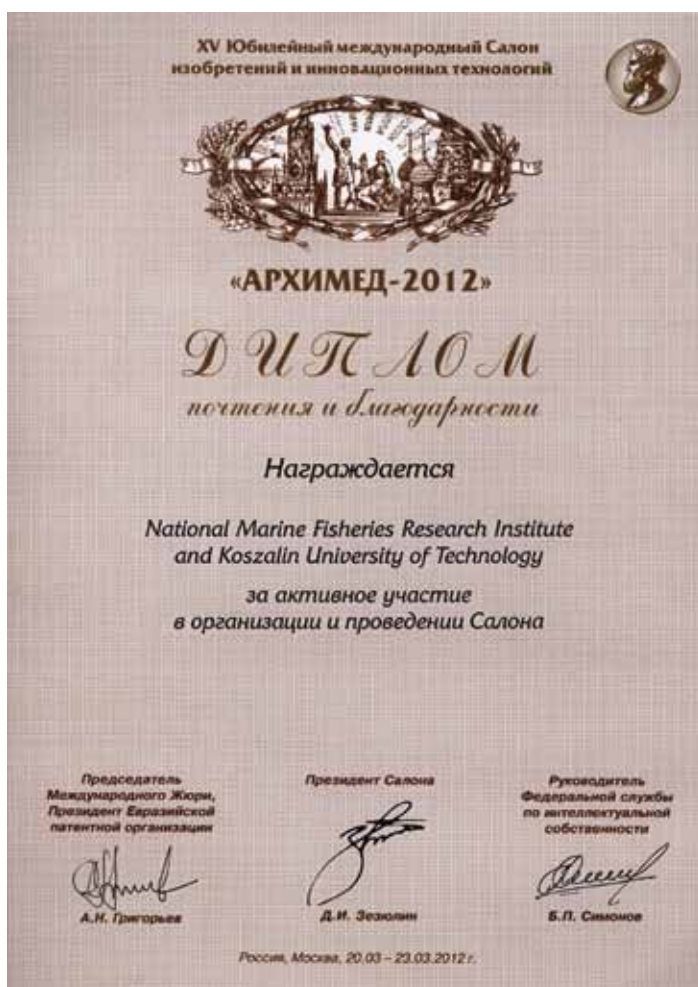 XV Юбилейный международный Салон
изобретений и инновационных технологий
«АРХИМЕД-2012»
ДИПЛОМ
почтения и благодарности
Награждается
National Marine Fisheries Research Institute
and Koszalin University of Technology
за активное участие
в организации и проведении Салона
Председатель
Международного Жюри,
Президент Евразийской
патентной организации
А.Н. Григорьев
Президент Салона
Д.И. Зезюлин
Руководитель
Федеральной службы
по интеллектуальной
собственности
Б.П. Симонов
Россия, Москва, 20.03 – 23.03.2012 г.